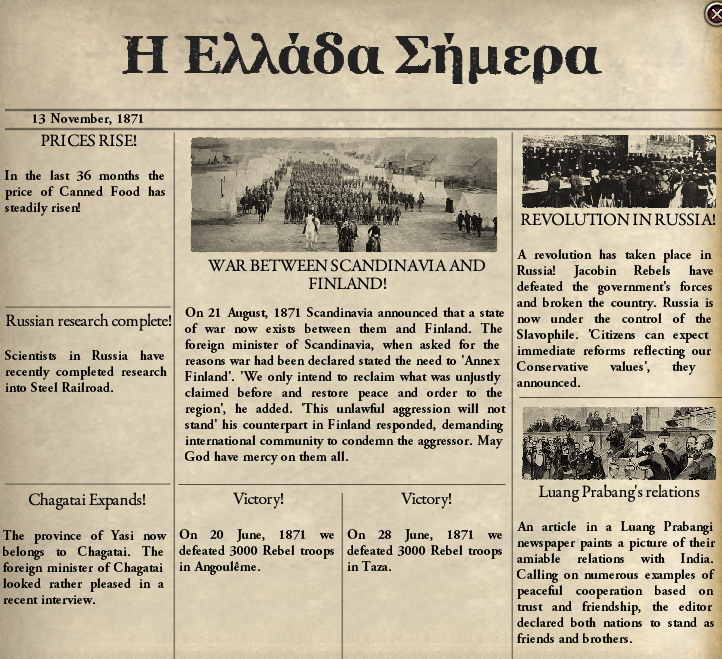 Η Ελλάδα Σήμερα
13 November, 1871
PRICES RISE!
In the last 36 months the
price of Canned Food has
steadily risen!
Russian research complete!
Scientists in Russia have
recently completed research
into Steel Railroad.
Chagatai Expands!
The province of Yasi now
belongs to Chagatai. The
foreign minister of Chagatai
looked rather pleased in a
recent interview.
WAR BETWEEN SCANDINAVIA AND
FINLAND!
On 21 August, 1871 Scandinavia announced that a state
of war now exists between them and Finland. The
foreign minister of Scandinavia, when asked for the
reasons war had been declared stated the need to 'Annex
Finland'. 'We only intend to reclaim what was unjustly
claimed before and restore peace and order to the
region', he added. 'This unlawful aggression will not
stand' his counterpart in Finland responded, demanding
international community to condemn the aggressor. May
God have mercy on them all.
Victory!
On 20 June, 1871 we
defeated 3000 Rebel troops
in Angoulême.
Victory!
On 28 June, 1871 we
defeated 3000 Rebel troops
in Taza.
REVOLUTION IN RUSSIA!
A revolution has taken place in
Russia! Jacobin Rebels have
defeated the government's forces
and broken the country. Russia is
now under the control of the
Slavophile. 'Citizens can expect
immediate reforms reflecting our
Conservative values', they
announced.
Luang Prabang's relations
An article in a Luang Prabangi
newspaper paints a picture of their
amiable relations with India.
Calling on numerous examples of
peaceful cooperation based on
trust and friendship, the editor
declared both nations to stand as
friends and brothers.